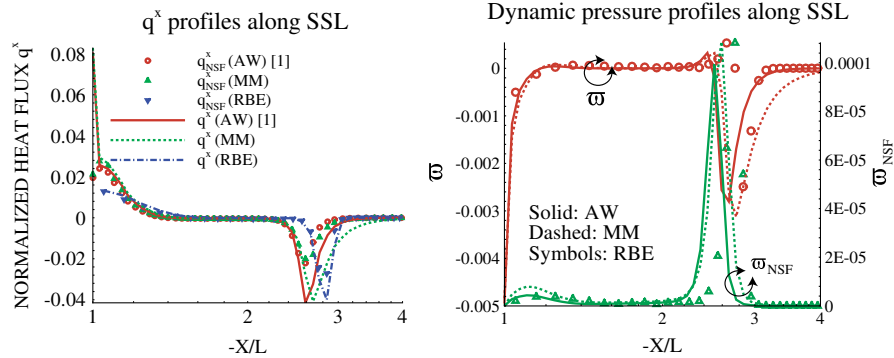 q^x profiles along SSL
NORMALIZED HEAT FLUX q^x
0.08
0.06
0.04
0.02
0
-0.02
-0.04
q^x_NSF (AW) [1]
q^x_NSF (MM)
q^x_NSF (RBE)
q^x (AW) [1]
q^x (MM)
q^x (RBE)
1
2
3
4
-X/L
Dynamic pressure profiles along SSL
ϖ
0
-0.001
-0.002
-0.003
-0.004
-0.005
ϖ
Solid: AW
Dashed: MM
Symbols: RBE
ϖ_NSF
0.0001
8E-05
6E-05
4E-05
2E-05
0
ϖ_NSF
1
2
3
4
-X/L